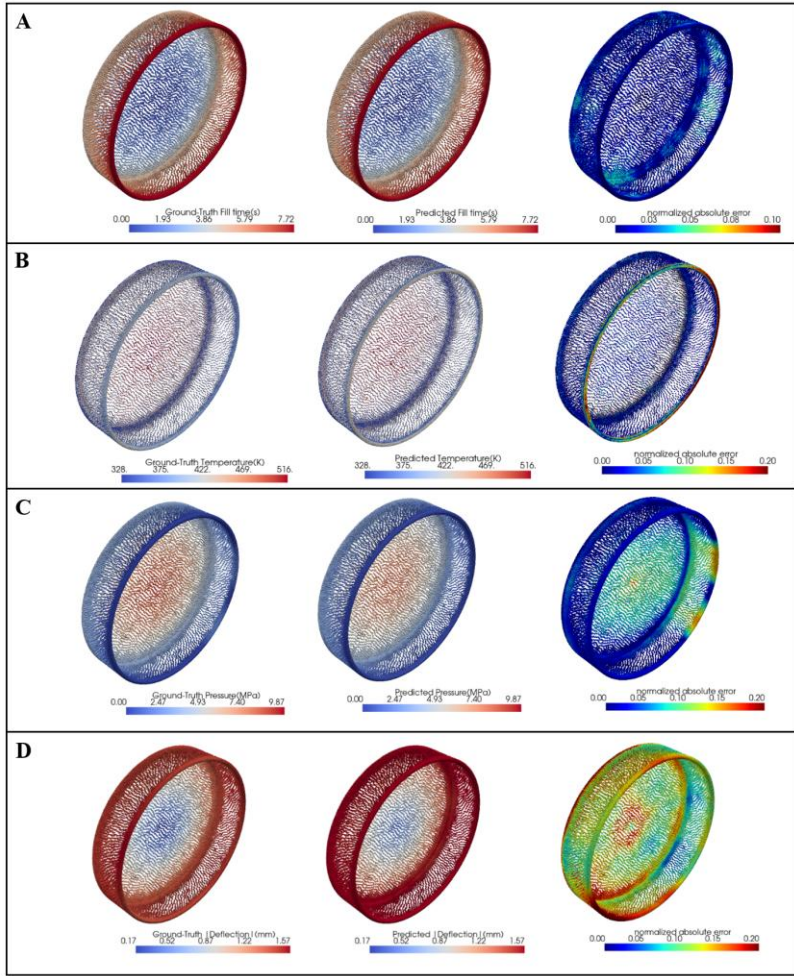 A
Ground-Truth Fill time(s)
0.00 1.93 3.86 5.79 7.72
Predicted Fill time(s)
0.00 1.93 3.86 5.79 7.72
normalized absolute error
0.00 0.03 0.05 0.08 0.10
B
Ground-Truth Temperature(K)
328. 375. 422. 469. 516.
Predicted Temperature(K)
328. 375. 422. 469. 516.
normalized absolute error
0.00 0.05 0.10 0.15 0.20
C
Ground-Truth Pressure(MPa)
0.00 2.47 4.93 7.40 9.87
Predicted Pressure(MPa)
0.00 2.47 4.93 7.40 9.87
normalized absolute error
0.00 0.05 0.10 0.15 0.20
D
Ground-Truth |Deflection|(mm)
0.17 0.52 0.87 1.22 1.57
Predicted |Deflection|(mm)
0.17 0.52 0.87 1.22 1.57
normalized absolute error
0.00 0.05 0.10 0.15 0.20